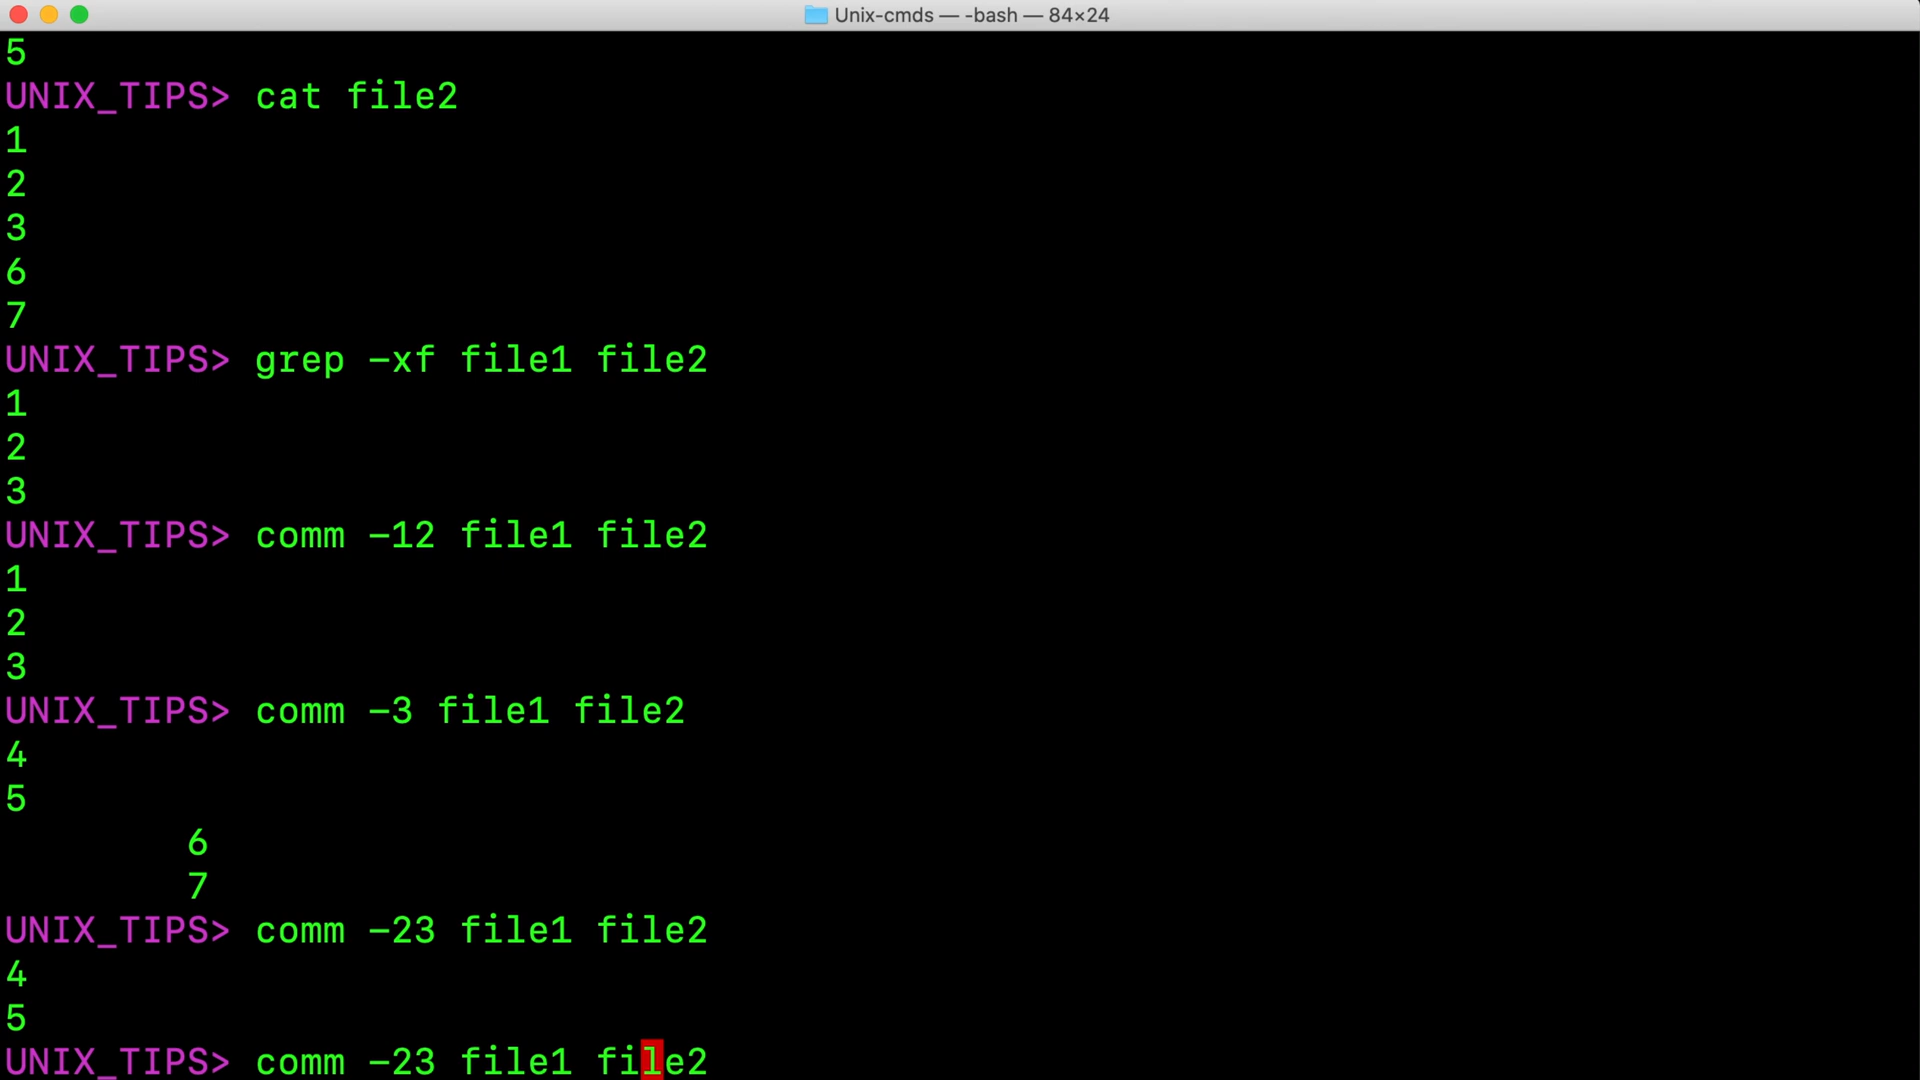 Unix-cmds — -bash — 84×24
5
UNIX_TIPS> cat file2
1
2
3
6
7
UNIX_TIPS> grep -xf file1 file2
1
2
3
UNIX_TIPS> comm -12 file1 file2
1
2
3
UNIX_TIPS> comm -3 file1 file2
4
5
6
7
UNIX_TIPS> comm -23 file1 file2
4
5
UNIX_TIPS> comm -23 file1 file2